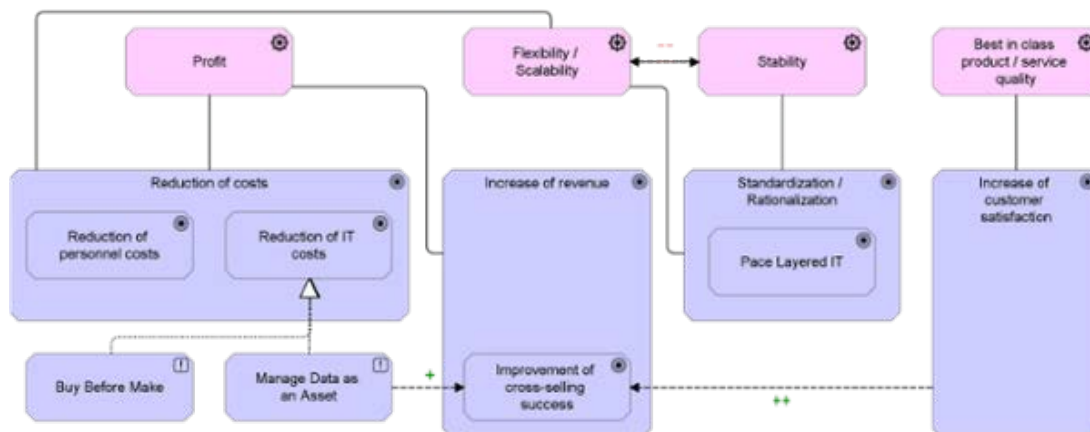 Profit
Flexibility /
Scalability
--
Stability
Best in class
product / service
quality
Reduction of costs
Increase of revenue
Standardization /
Rationalization
Increase of
customer
satisfaction
Reduction of
personnel costs
Reduction of IT
costs
Pace Layered IT
Buy Before Make
!
Manage Data as
an Asset
!
+
Improvement of
cross-selling
success
++